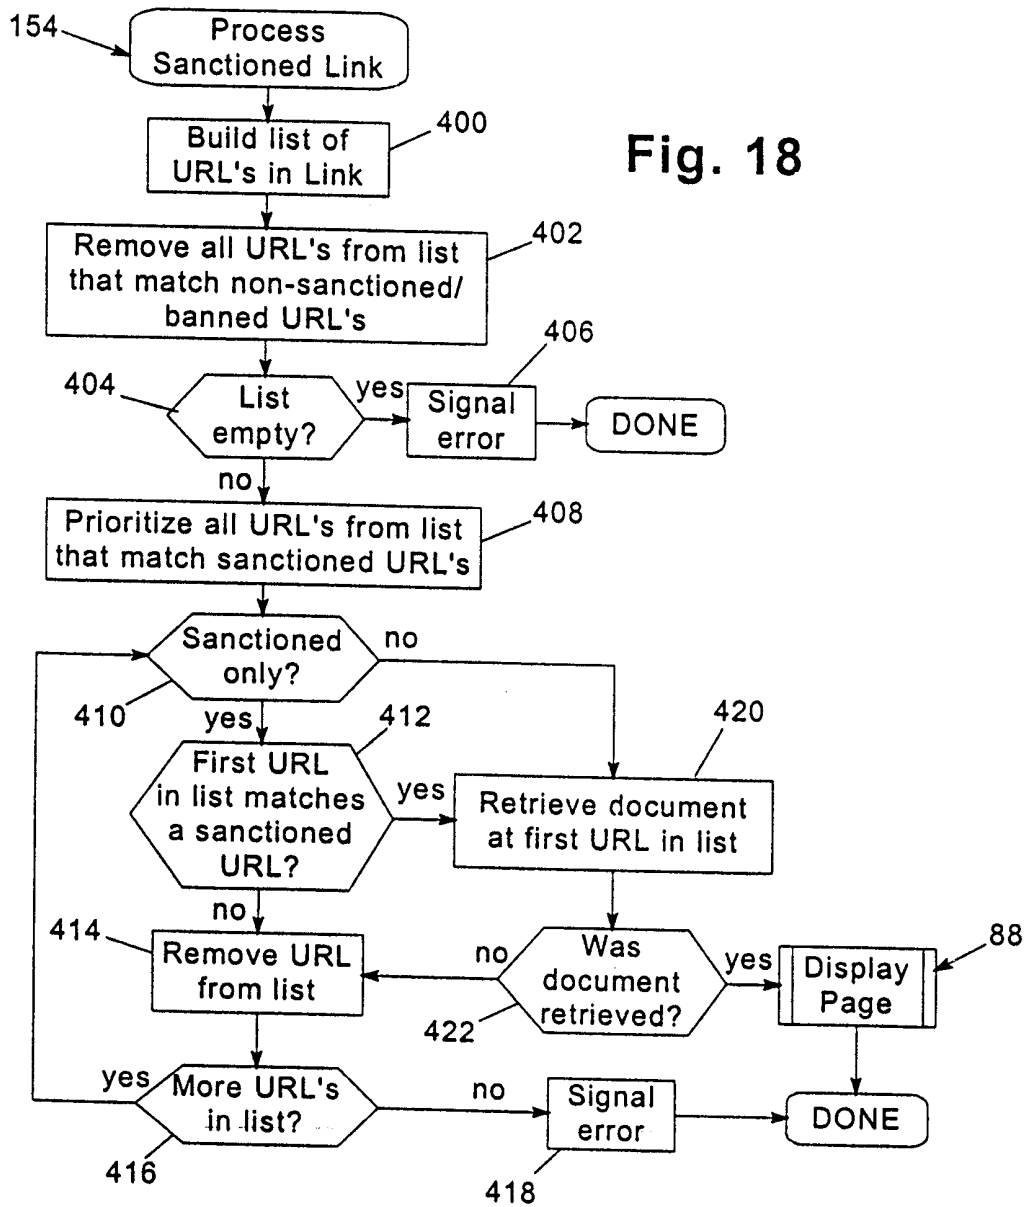 154
Process
Sanctioned Link
400
Build list of
URL's in Link
Fig. 18
402
Remove all URL's from list
that match non-sanctioned/
banned URL's
406
404
List
empty?
yes
Signal
error
DONE
no
408
Prioritize all URL's from list
that match sanctioned URL's
Sanctioned
only?
no
410
yes
412
420
First URL
in list matches
a sanctioned
URL?
yes
Retrieve document
at first URL in list
no
414
Remove URL
from list
no
Was
document
retrieved?
422
yes
88
Display
Page
yes
More URL's
in list?
416
no
Signal
error
418
DONE